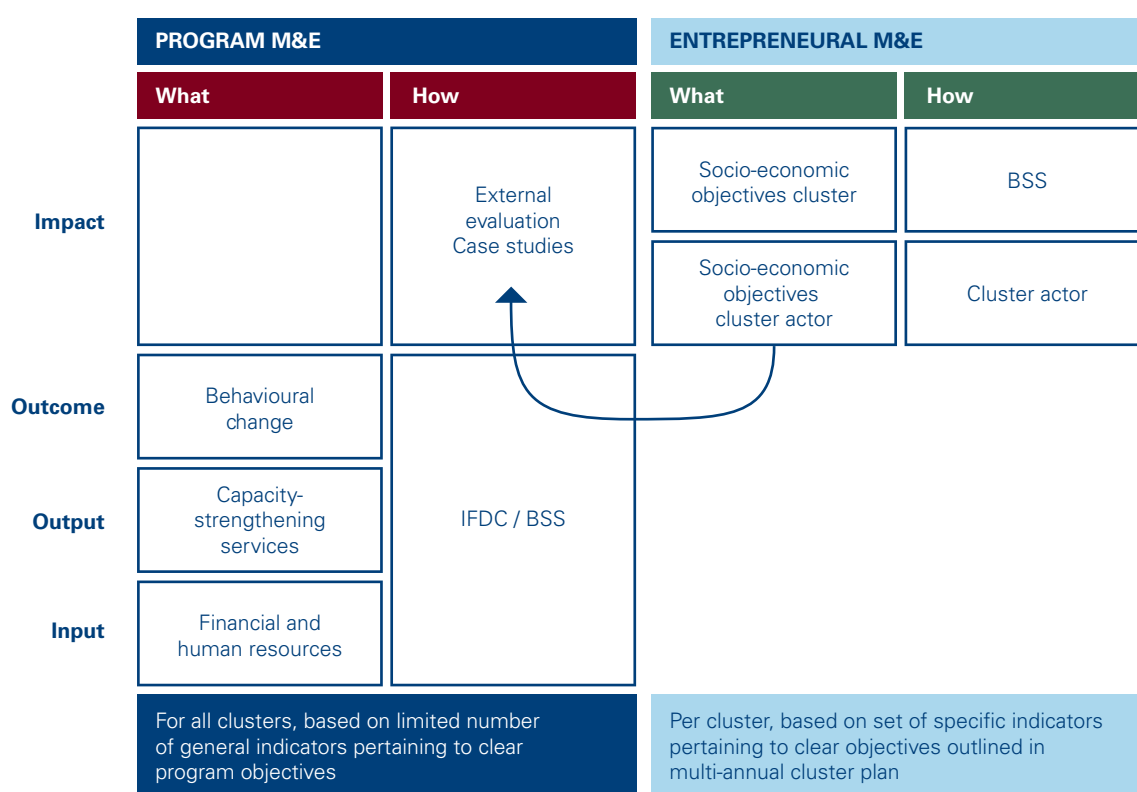 PROGRAM M&E
ENTREPRENEURAL M&E
What
How
What
How
Impact
External
evaluation
Case studies
Socio-economic
objectives cluster
BSS
Socio-economic
objectives
cluster actor
Cluster actor
Outcome
Behavioural
change
Output
Capacity-
strengthening
services
IFDC / BSS
Input
Financial and
human resources
For all clusters, based on limited number
of general indicators pertaining to clear
program objectives
Per cluster, based on set of specific indicators
pertaining to clear objectives outlined in
multi-annual cluster plan